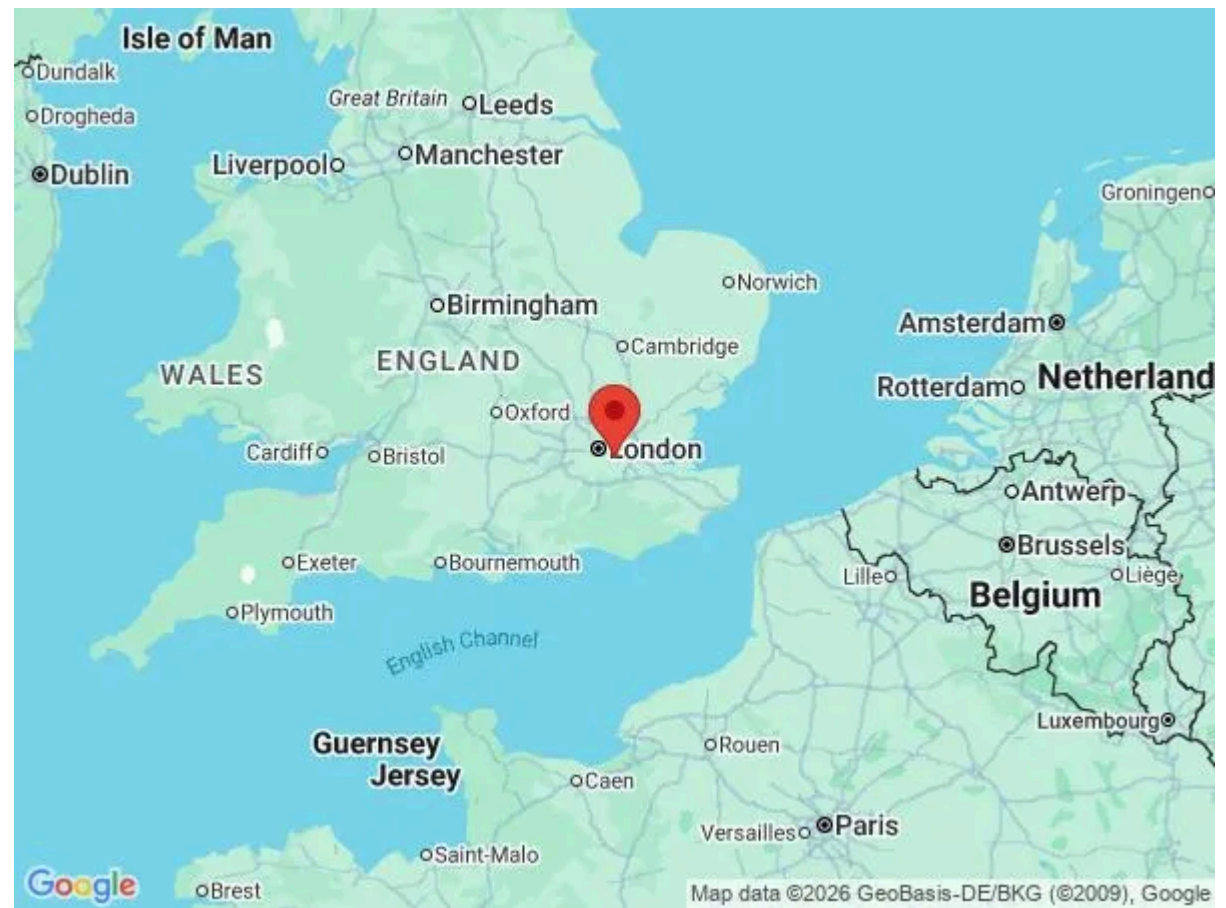 Isle of Man
Dundalk
Great Britain
Leeds
Drogheda
Manchester
Liverpool
Dublin
Groningen
Norwich
Birmingham
Amsterdam
Cambridge
ENGLAND
WALES
Netherland
Rotterdam
Oxford
London
Cardiff
Bristol
Antwerp
Brussels
Exeter
Bournemouth
Lille
Liège
Belgium
Plymouth
English Channel
Luxembourg
Guernsey
Rouen
Jersey
Caen
Versailles
Paris
Saint-Malo
Google
Brest
Map data ©2026 GeoBasis-DE/BKG (©2009), Google